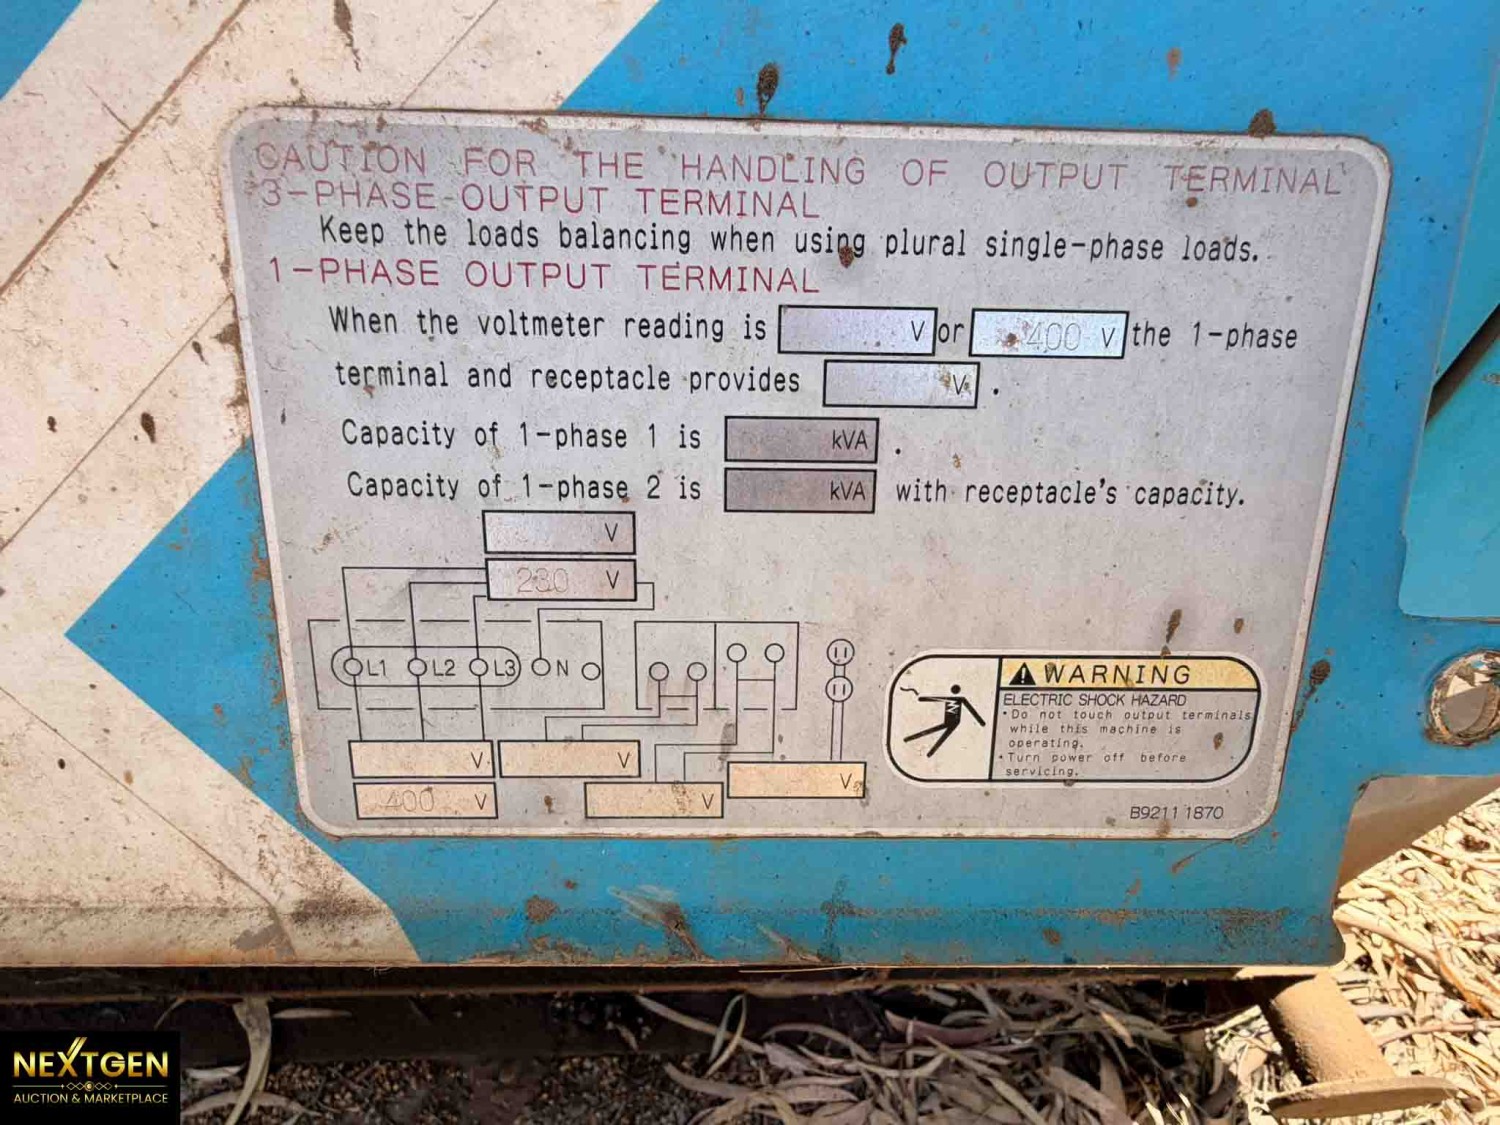 CAUTION FOR THE HANDLING OF OUTPUT TERMINAL
3-PHASE OUTPUT TERMINAL
Keep the loads balancing when using plural single-phase loads.
1-PHASE OUTPUT TERMINAL
When the voltmeter reading is V or 400 V the 1-phase
terminal and receptacle provides V .
Capacity of 1-phase 1 is kVA .
Capacity of 1-phase 2 is kVA with receptacle's capacity.
V
230 V
L1 L2 L3 N
V V V
400 V V
WARNING
ELECTRIC SHOCK HAZARD
・Do not touch output terminals
while this machine is
operating.
・Turn power off before
servicing.
B9211 1870
NEXTGEN
AUCTION & MARKETPLACE